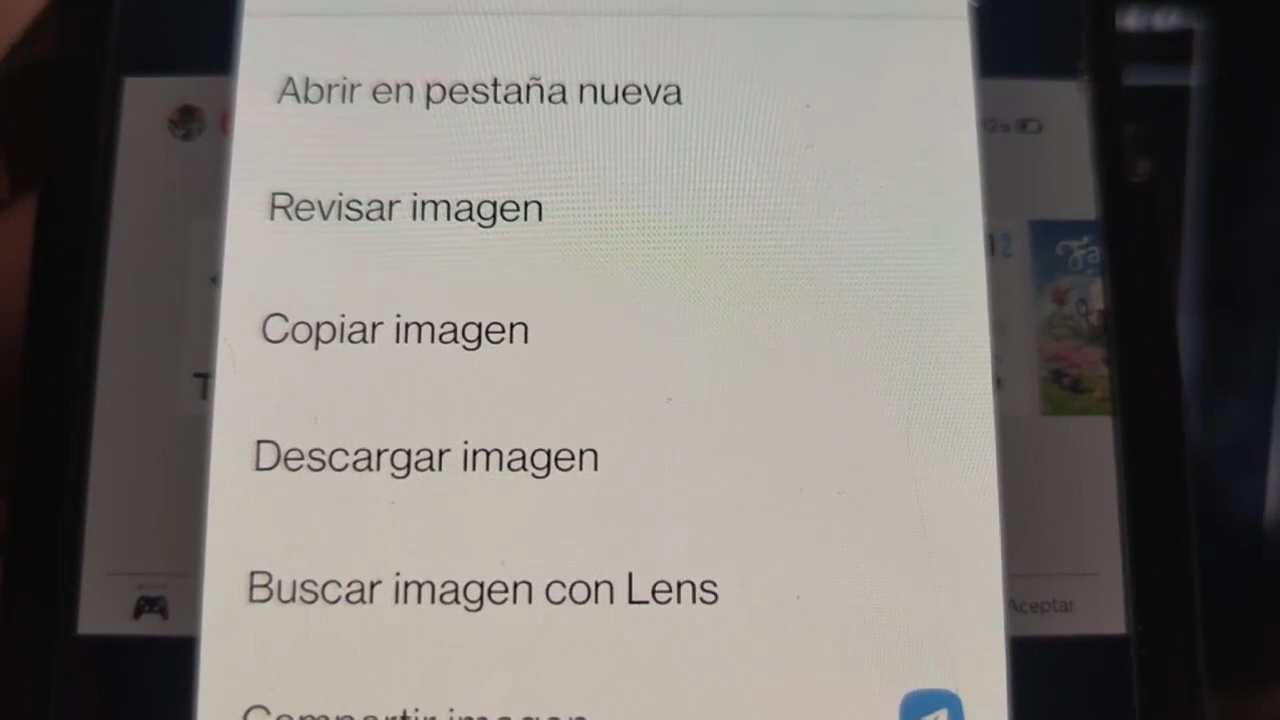 Abrir en pestaña nueva
Revisar imagen
Copiar imagen
Descargar imagen
Buscar imagen con Lens
Compartir imagen
Aceptar